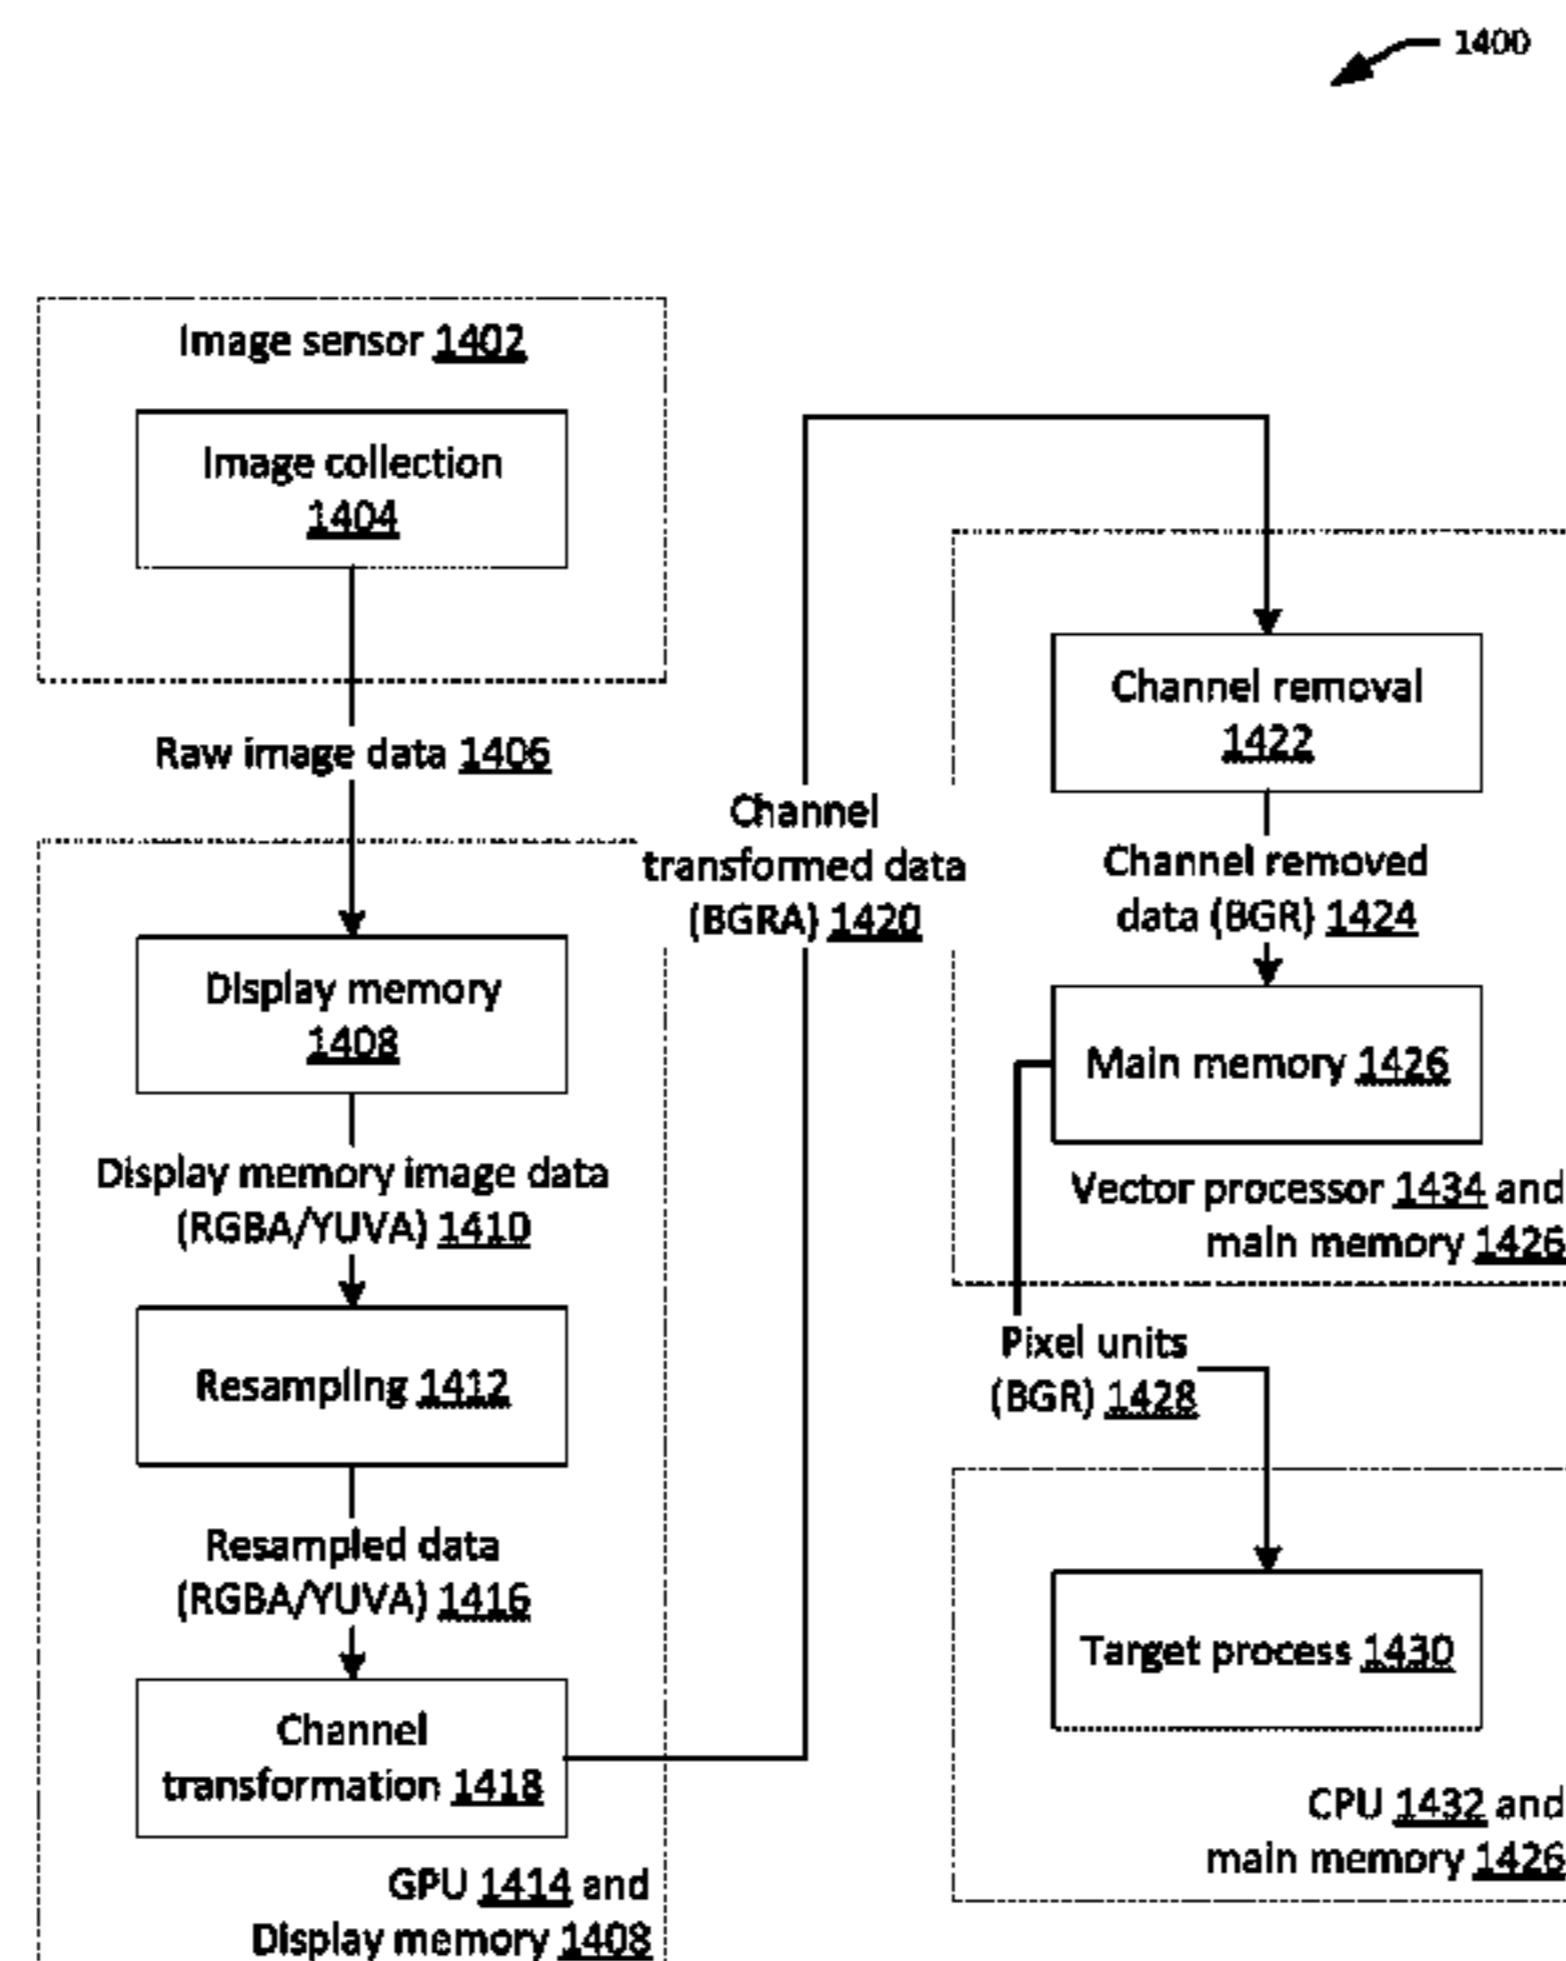 1400
Image sensor 1402
Image collection
1404
Raw image data 1406
Display memory
1408
Display memory image data
(RGBA/YUVA) 1410
Resampling 1412
Resampled data
(RGBA/YUVA) 1416
Channel
transformation 1418
GPU 1414 and
Display memory 1408
Channel
transformed data
(BGRA) 1420
Channel removal
1422
Channel removed
data (BGR) 1424
Main memory 1426
Vector processor 1434 and
main memory 1426
Pixel units
(BGR) 1428
Target process 1430
CPU 1432 and
main memory 1426